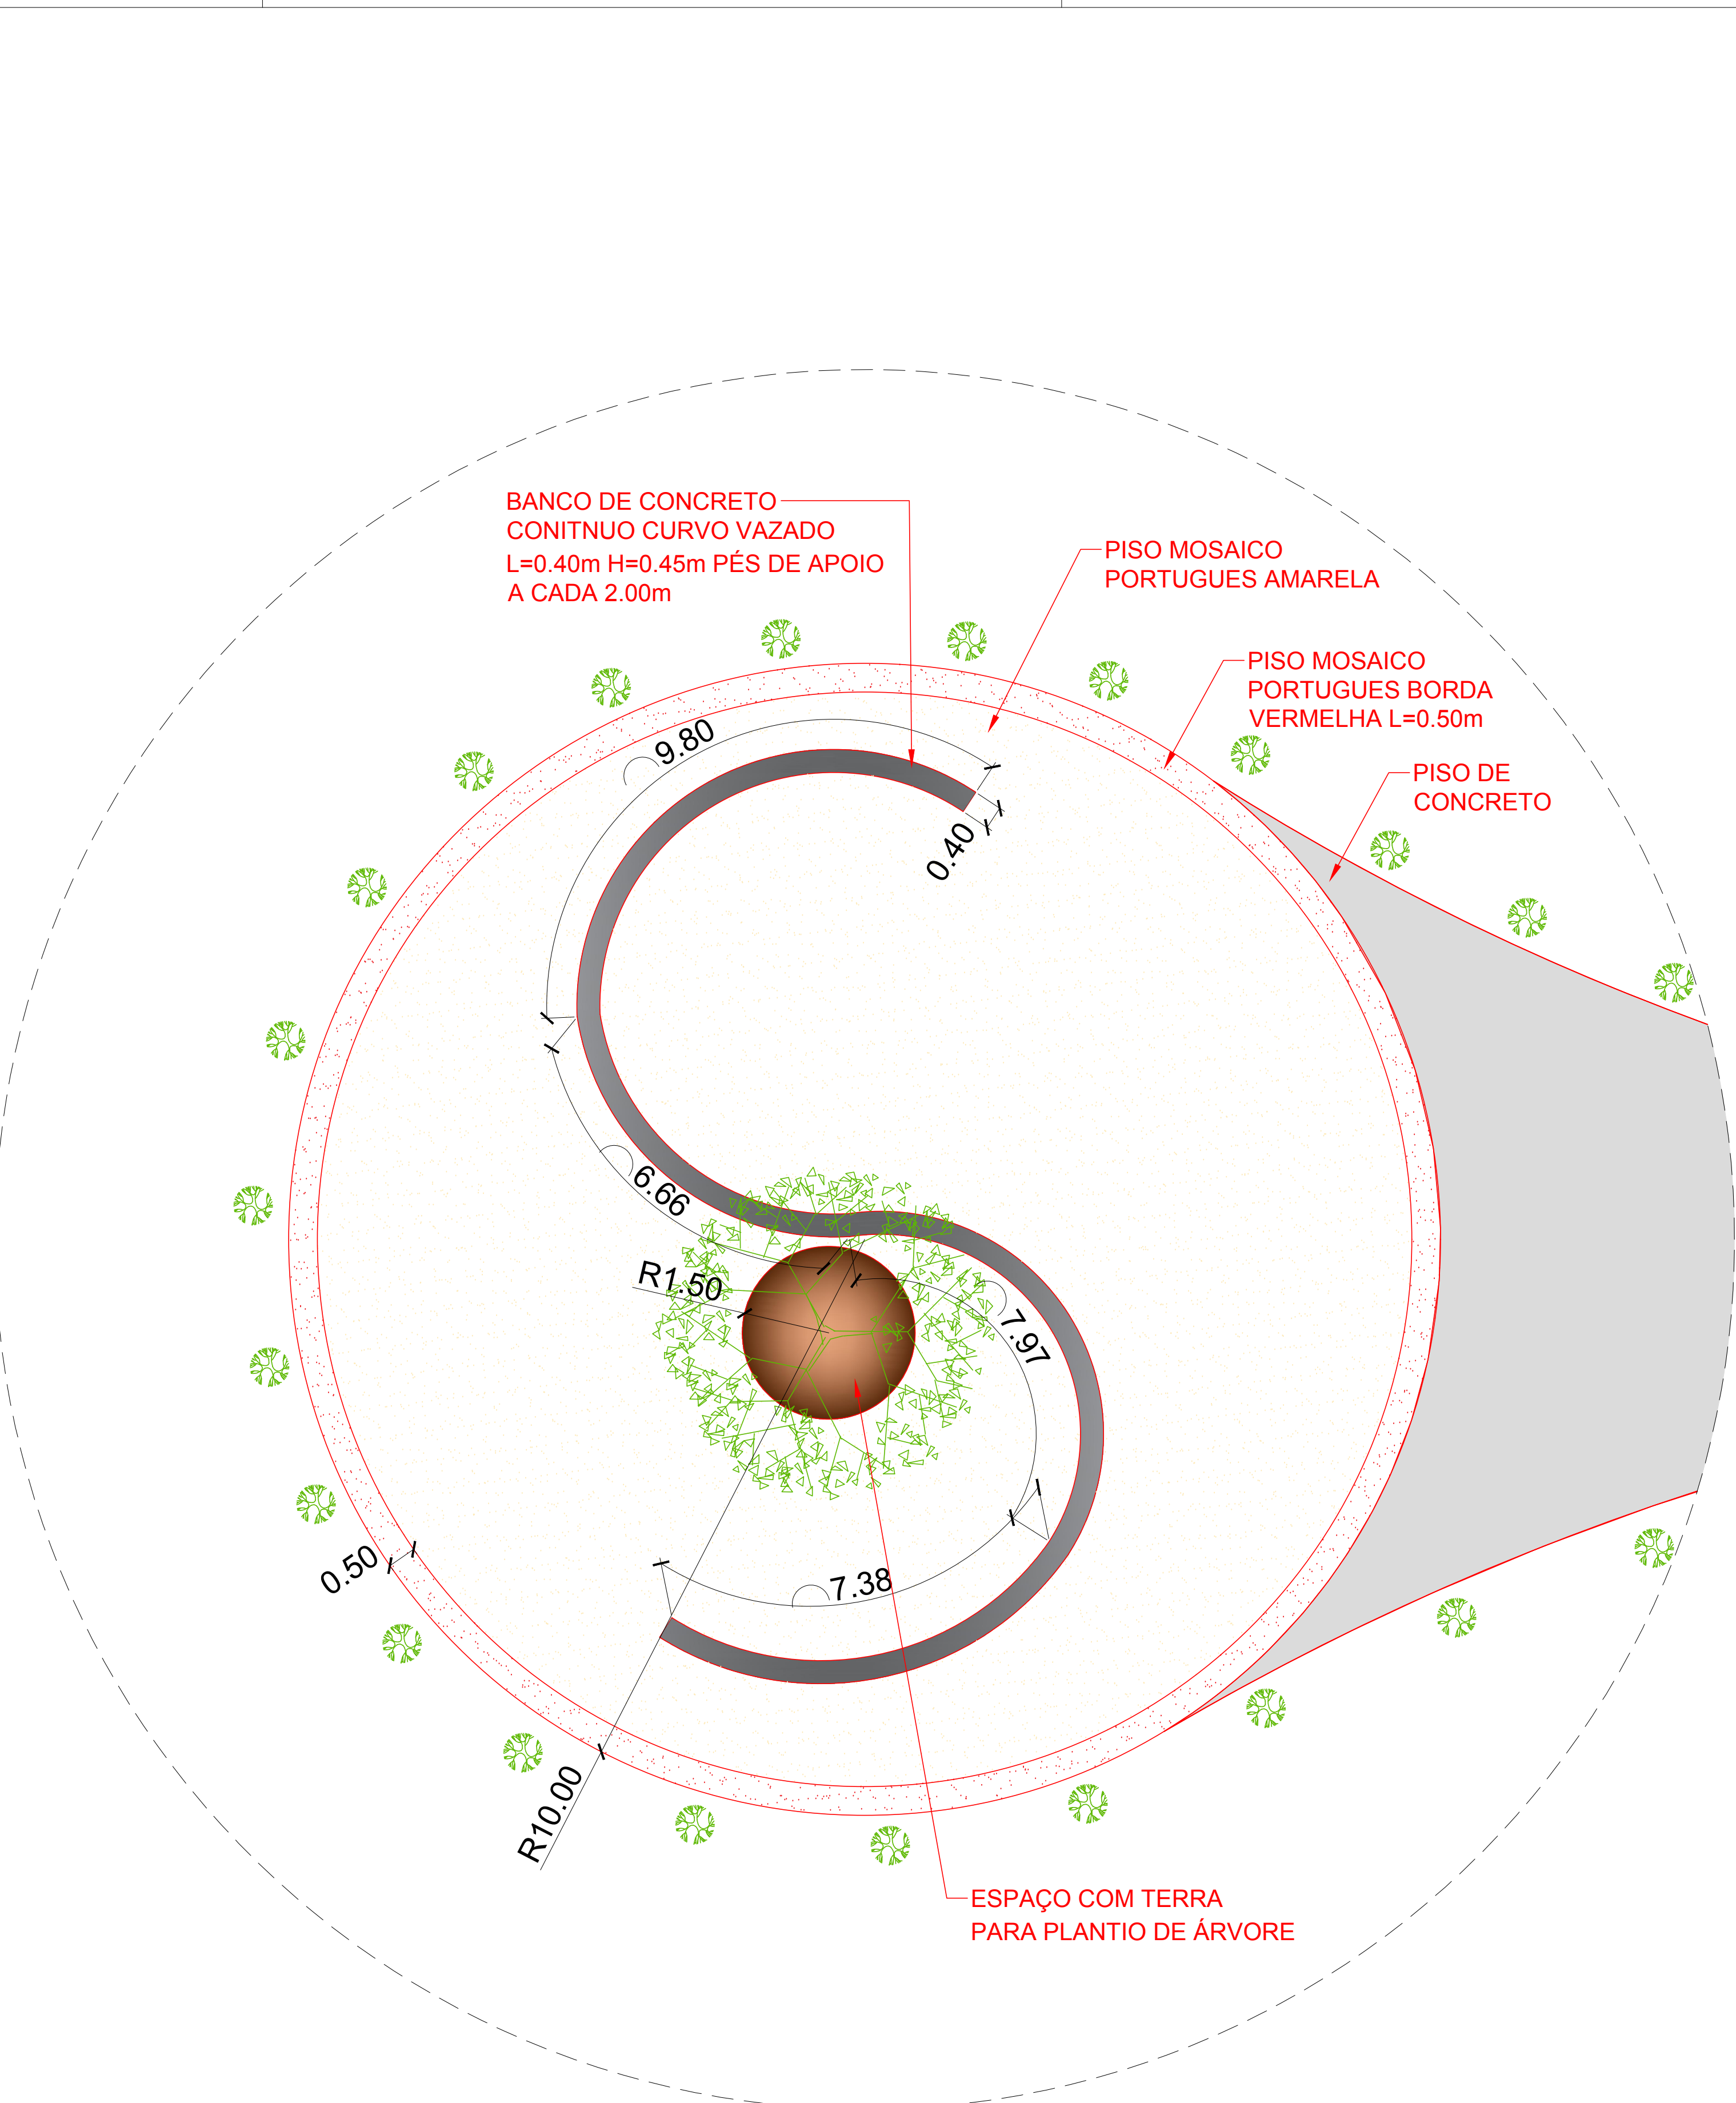 BANCO DE CONCRETO
CONITNUO CURVO VAZADO
L=0.40m H=0.45m PÉS DE APOIO
A CADA 2.00m
PISO MOSAICO
PORTUGUES AMARELA
PISO MOSAICO
PORTUGUES BORDA
VERMELHA L=0.50m
PISO DE
CONCRETO
9.80
0.40
6.66
R1.50
7.97
7.38
0.50
R10.00
ESPAÇO COM TERRA
PARA PLANTIO DE ÁRVORE